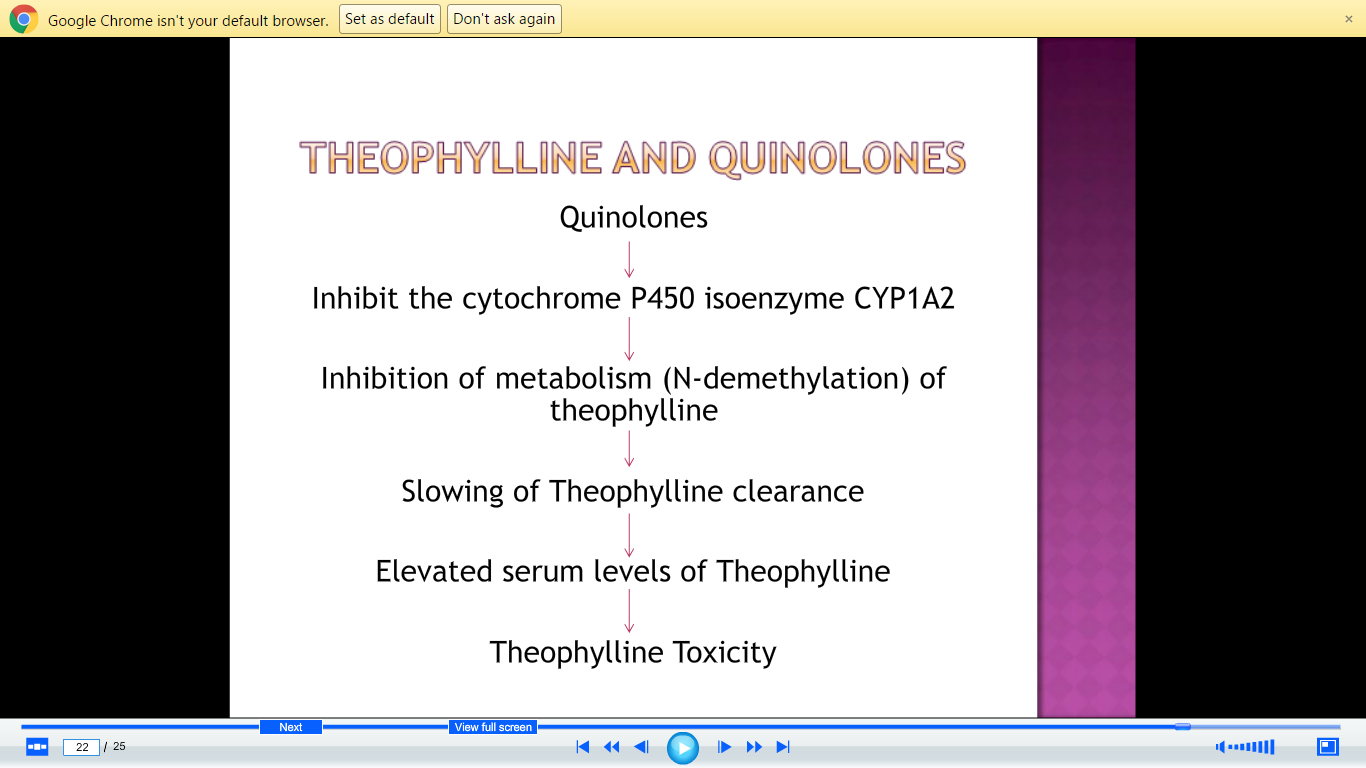 Google Chrome isn't your default browser. Set as default Don't ask again ×
THEOPHYLLINE AND QUINOLONES
Quinolones
Inhibit the cytochrome P450 isoenzyme CYP1A2
Inhibition of metabolism (N-demethylation) of
theophylline
Slowing of Theophylline clearance
Elevated serum levels of Theophylline
Theophylline Toxicity
Next View full screen
22 / 25